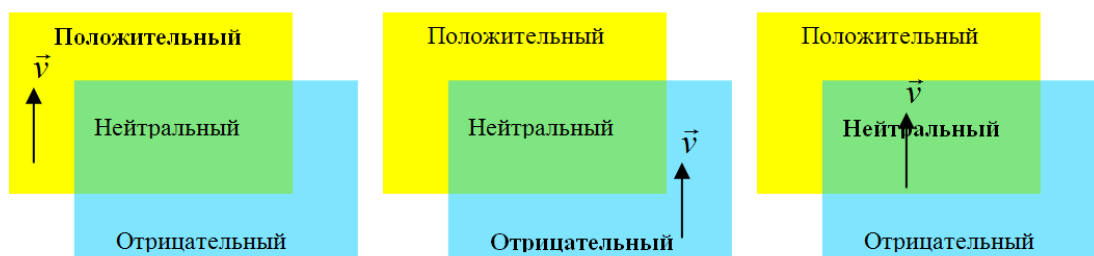 Положительный
v
Нейтральный
Отрицательный
Положительный
Нейтральный
v
Отрицательный
Положительный
v
Нейтральный
Отрицательный